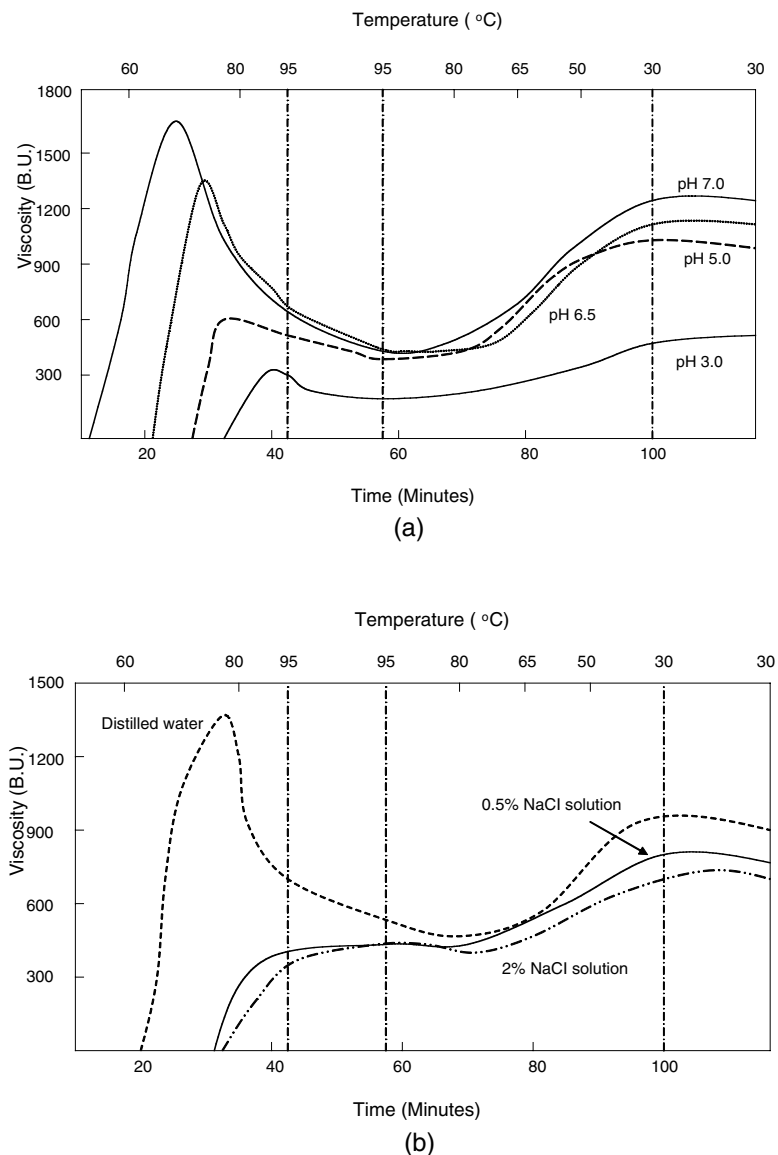 Temperature ( °C)
60 80 95 95 80 65 50 30 30
1800
1500
1200
900
600
300
Viscosity (B.U.)
pH 7.0
pH 5.0
pH 6.5
pH 3.0
20 40 60 80 100
Time (Minutes)
(a)
Temperature ( °C)
60 80 95 95 80 65 50 30 30
1500
1200
900
600
300
Viscosity (B.U.)
Distilled water
0.5% NaCl solution
2% NaCl solution
20 40 60 80 100
Time (Minutes)
(b)